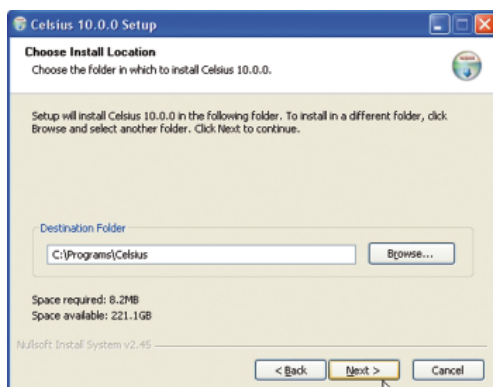 Celsius 10.0.0 Setup
Choose Install Location
Choose the folder in which to install Celsius 10.0.0.
Setup will install Celsius 10.0.0 in the following folder. To install in a different folder, click
Browse and select another folder. Click Next to continue.
Destination Folder
C:\Programs\Celsius
Browse...
Space required: 8.2MB
Space available: 221.1GB
Nullsoft Install System v2.45
< Back
Next >
Cancel